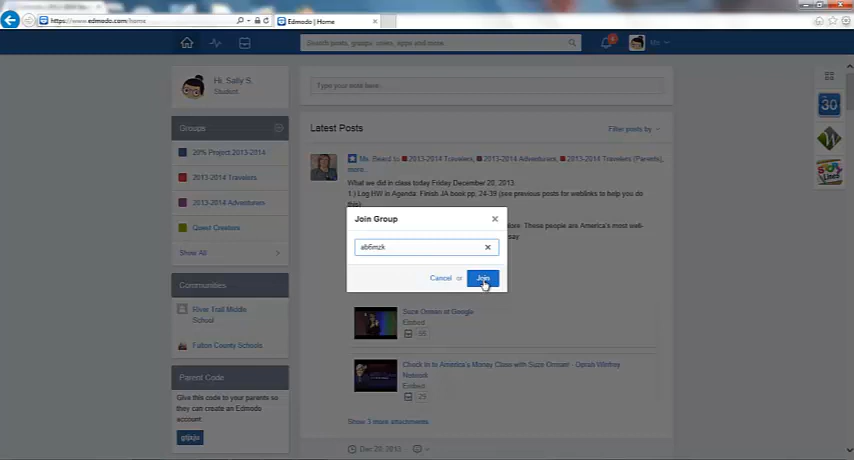 https://www.edmodo.com/home
Edmodo | Home
Search posts, groups, users, apps and more.
Me
Hi, Sally S.
Student
Type your note here...
Groups
20% Project 2013-2014
2013-2014 Travelers
2013-2014 Adventurers
Quest Creators
Show All
Communities
River Trail Middle
School
Fulton County Schools
Parent Code
Give this code to your parents so
they can create an Edmodo
account.
Latest Posts
Filter posts by
Ms. Beard to 2013-2014 Travelers, 2013-2014 Adventurers, 2013-2014 Travelers (Parents),
more...
What we did in class today Friday December 20, 2013
1.) Log HW in Agenda: Finish JA book pp. 24-39 (see previous posts for weblinks to help you do
this)
These people are America's most well-
Join Group
ab6mzk
Cancel or Join
Suze Orman at Google
Embed
Check In to America's Money Class with Suze Orman - Oprah Winfrey
Network
Embed
29
Show 3 more attachments
Dec 20, 2013
30